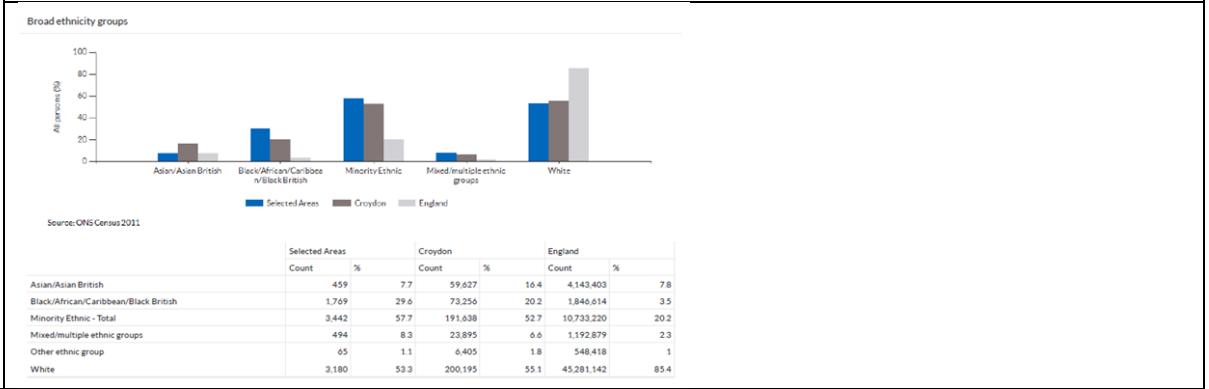 Broad ethnicity groups
100
80
60
40
20
0
All persons (%)
Asian/Asian British
Black/African/Caribbea
n/Black British
Minority Ethnic
Mixed/multiple ethnic
groups
White
Selected Areas Croydon England
Source: ONS Census 2011
Selected Areas Croydon England
Count % Count % Count %
Asian/Asian British 459 7.7 59,627 16.4 4,143,403 7.8
Black/African/Caribbean/Black British 1,769 29.6 73,256 20.2 1,846,614 3.5
Minority Ethnic - Total 3,442 57.7 191,638 52.7 10,733,220 20.2
Mixed/multiple ethnic groups 494 8.3 23,895 6.6 1,192,879 2.3
Other ethnic group 65 1.1 6,405 1.8 548,418 1
White 3,180 53.3 200,195 55.1 45,281,142 85.4